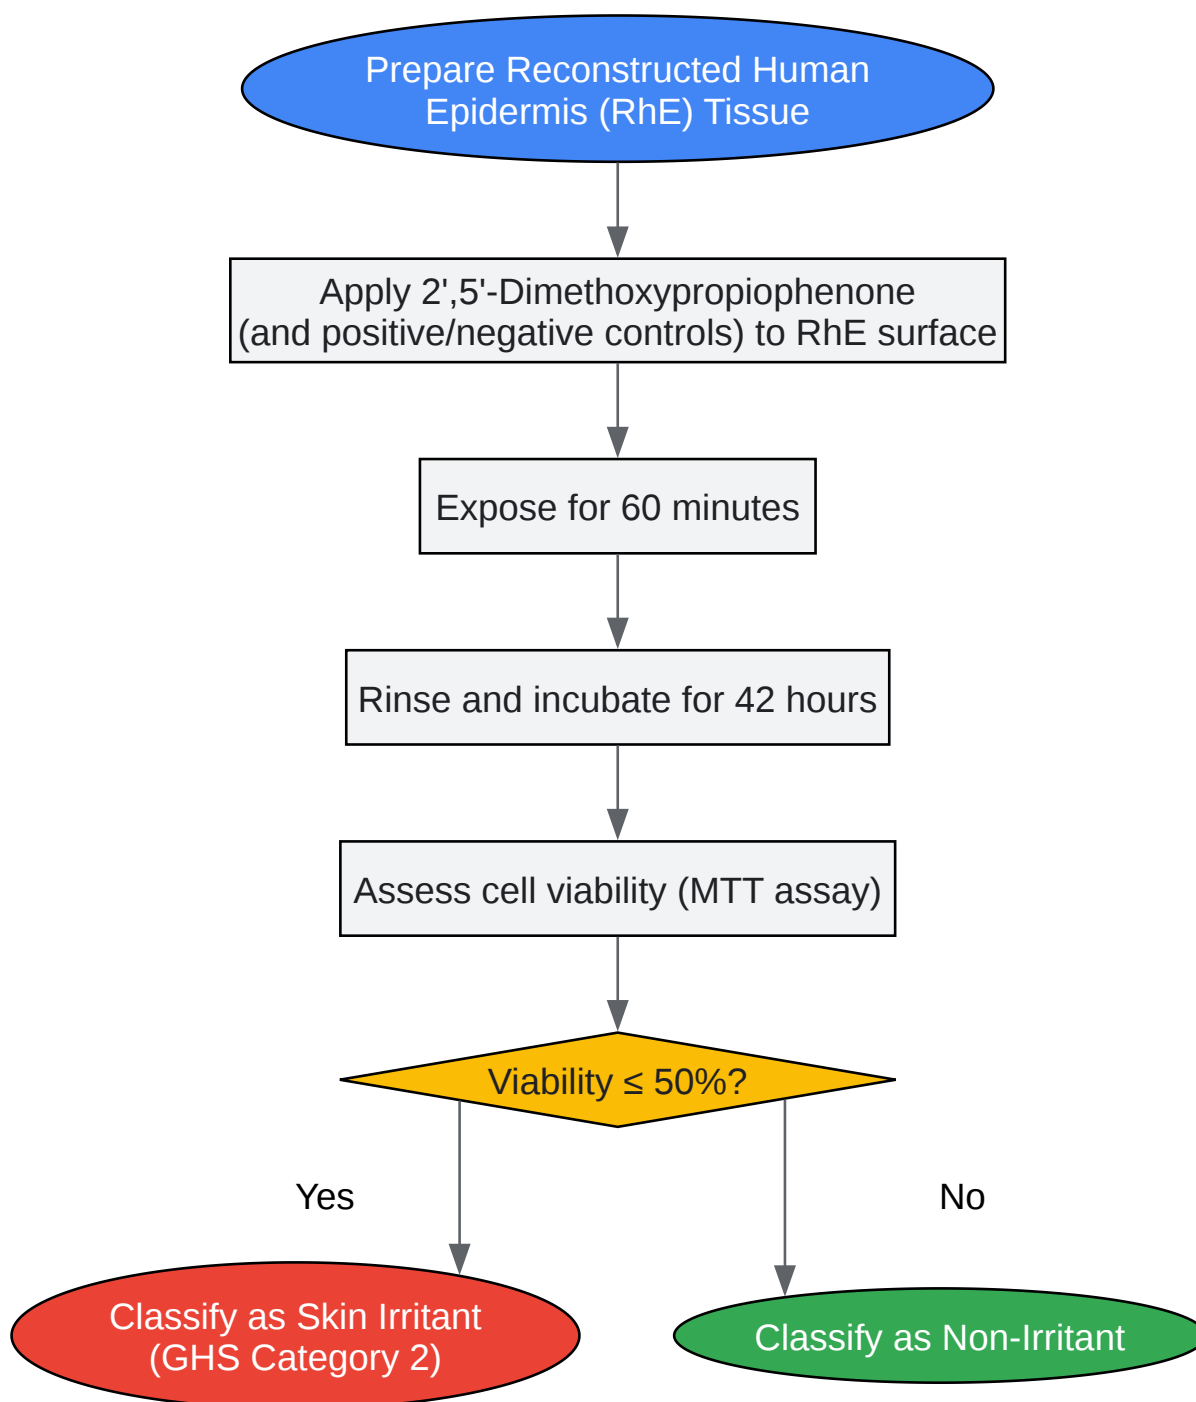 Prepare Reconstructed Human
Epidermis (RhE) Tissue
Apply 2',5'-Dimethoxypropiophenone
(and positive/negative controls) to RhE surface
Expose for 60 minutes
Rinse and incubate for 42 hours
Assess cell viability (MTT assay)
Viability ≤ 50%?
Yes
No
Classify as Skin Irritant
(GHS Category 2)
Classify as Non-Irritant